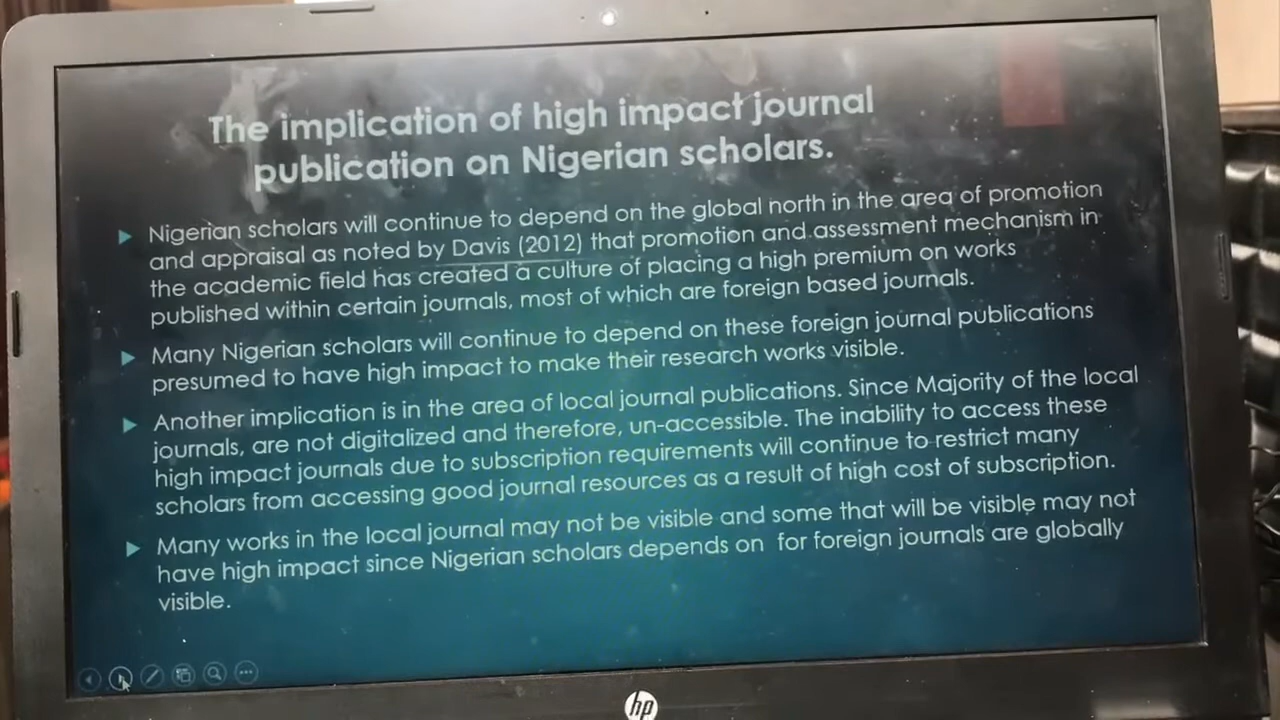 The implication of high impact journal
publication on Nigerian scholars.
Nigerian scholars will continue to depend on the global north in the area of promotion
and appraisal as noted by Davis (2012) that promotion and assessment mechanism in
the academic field has created a culture of placing a high premium on works
published within certain journals, most of which are foreign based journals.
Many Nigerian scholars will continue to depend on these foreign journal publications
presumed to have high impact to make their research works visible.
Another implication is in the area of local journal publications. Since Majority of the local
journals, are not digitalized and therefore, un-accessible. The inability to access these
high impact journals due to subscription requirements will continue to restrict many
scholars from accessing good journal resources as a result of high cost of subscription.
Many works in the local journal may not be visible and some that will be visible may not
have high impact since Nigerian scholars depends on for foreign journals are globally
visible.
hp